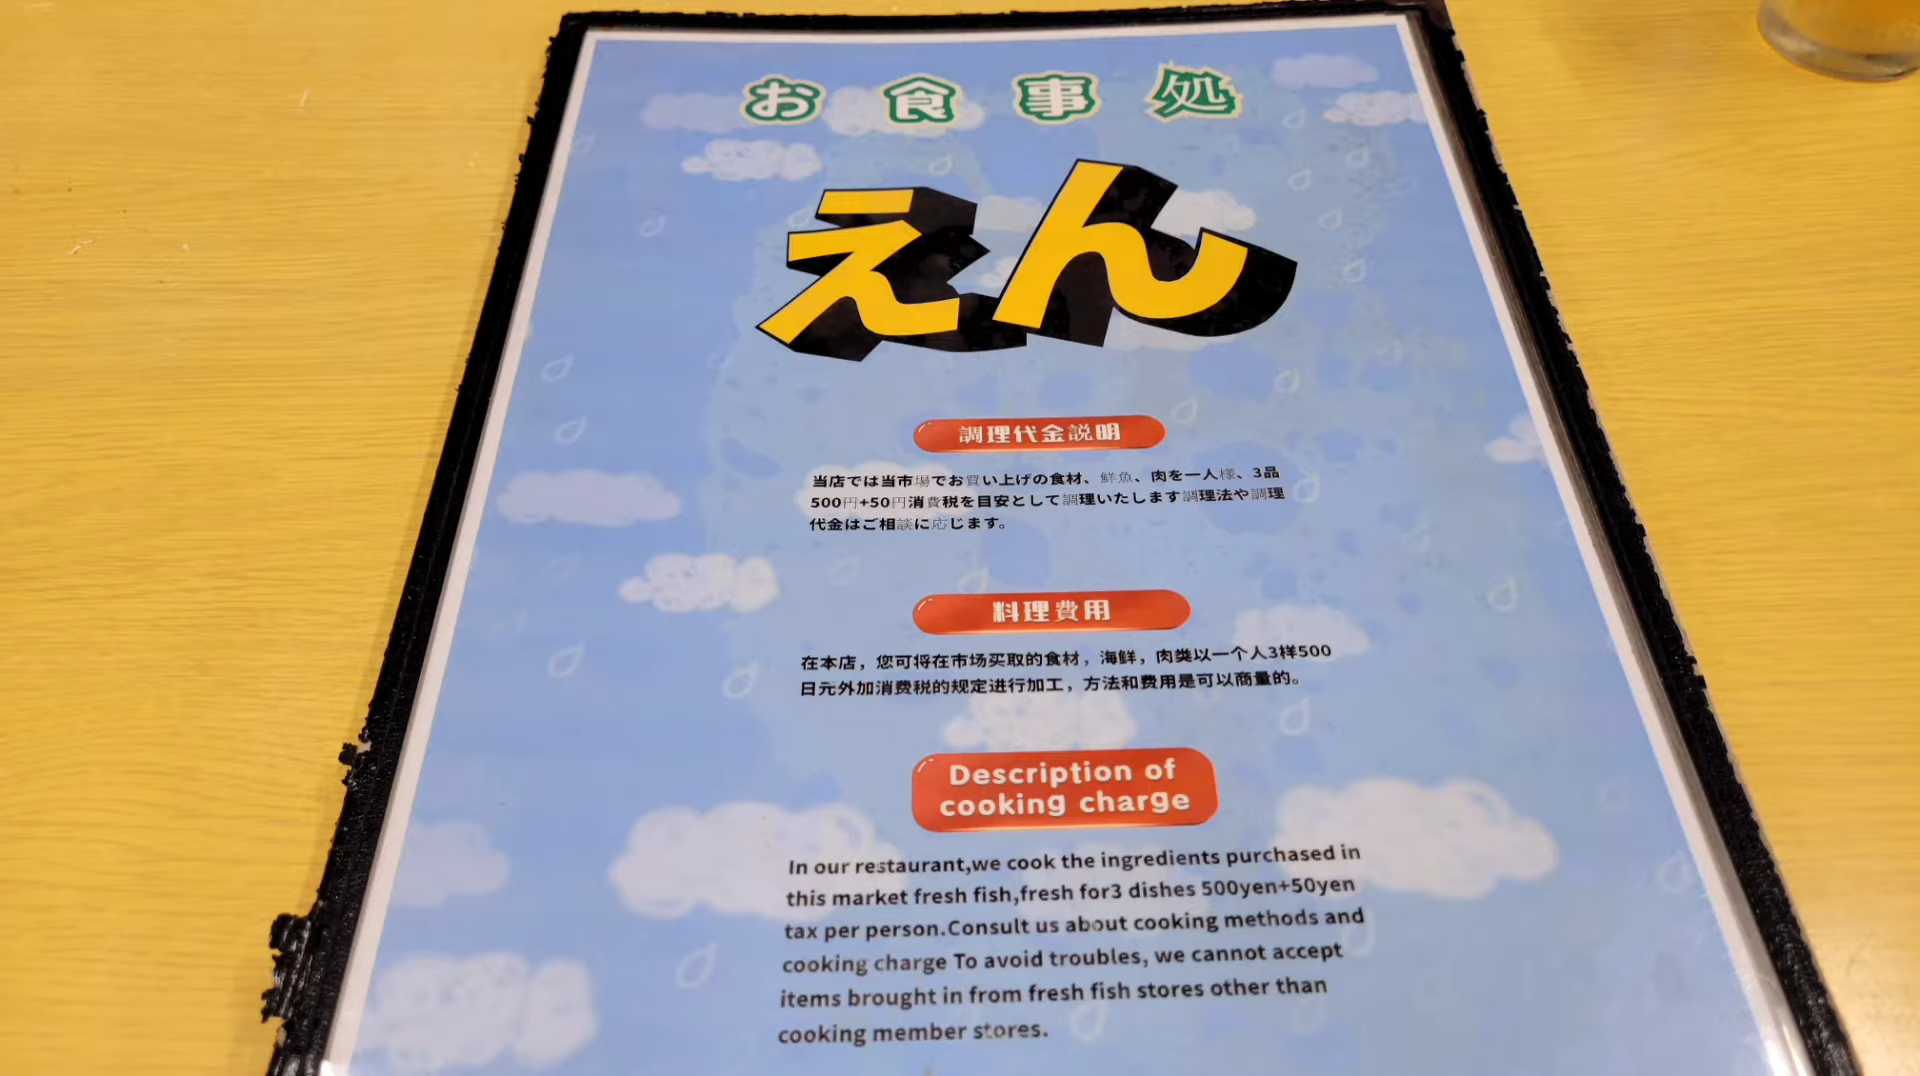 お食事処
えん
調理代金説明
当店では当市場でお買い上げの食材、鮮魚、肉を一人様、3品
500円+50円消費税を目安として調理いたします調理法や調理
代金はご相談に応じます。
料理費用
在本店，您可将在市场买取的食材，海鲜，肉类以一个人3样500
日元外加消费税的规定进行加工，方法和费用是可以商量的。
Description of
cooking charge
In our restaurant,we cook the ingredients purchased in
this market fresh fish,fresh for3 dishes 500yen+50yen
tax per person.Consult us about cooking methods and
cooking charge To avoid troubles, we cannot accept
items brought in from fresh fish stores other than
cooking member stores.